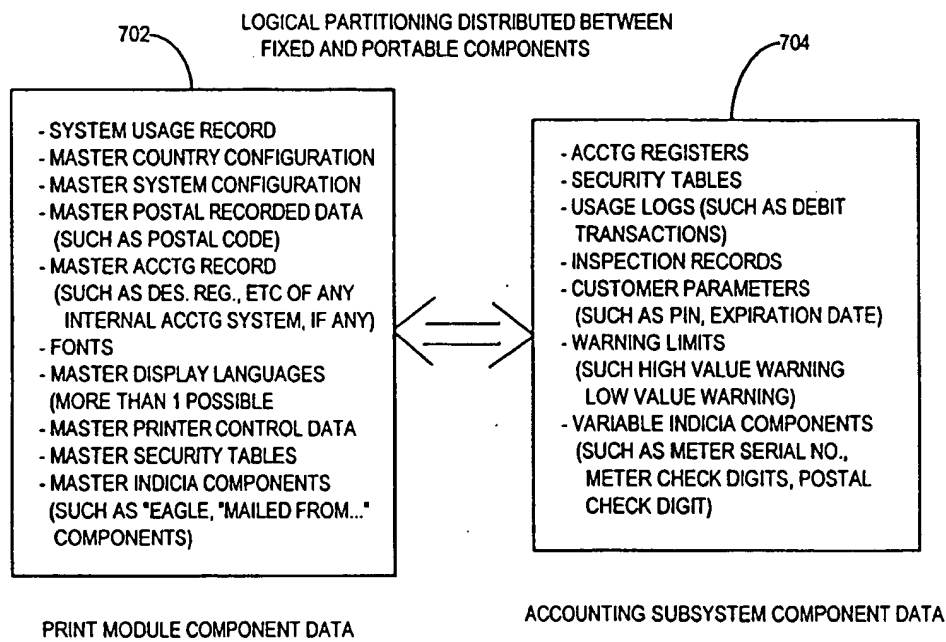 LOGICAL PARTITIONING DISTRIBUTED BETWEEN
FIXED AND PORTABLE COMPONENTS
702
- SYSTEM USAGE RECORD
- MASTER COUNTRY CONFIGURATION
- MASTER SYSTEM CONFIGURATION
- MASTER POSTAL RECORDED DATA
(SUCH AS POSTAL CODE)
- MASTER ACCTG RECORD
(SUCH AS DES. REG., ETC OF ANY
INTERNAL ACCTG SYSTEM, IF ANY)
- FONTS
- MASTER DISPLAY LANGUAGES
(MORE THAN 1 POSSIBLE
- MASTER PRINTER CONTROL DATA
- MASTER SECURITY TABLES
- MASTER INDICIA COMPONENTS
(SUCH AS "EAGLE, "MAILED FROM..."
COMPONENTS)
PRINT MODULE COMPONENT DATA
704
- ACCTG REGISTERS
- SECURITY TABLES
- USAGE LOGS (SUCH AS DEBIT
TRANSACTIONS)
- INSPECTION RECORDS
- CUSTOMER PARAMETERS
(SUCH AS PIN, EXPIRATION DATE)
- WARNING LIMITS
(SUCH HIGH VALUE WARNING
LOW VALUE WARNING)
- VARIABLE INDICIA COMPONENTS
(SUCH AS METER SERIAL NO.,
METER CHECK DIGITS, POSTAL
CHECK DIGIT)
ACCOUNTING SUBSYSTEM COMPONENT DATA